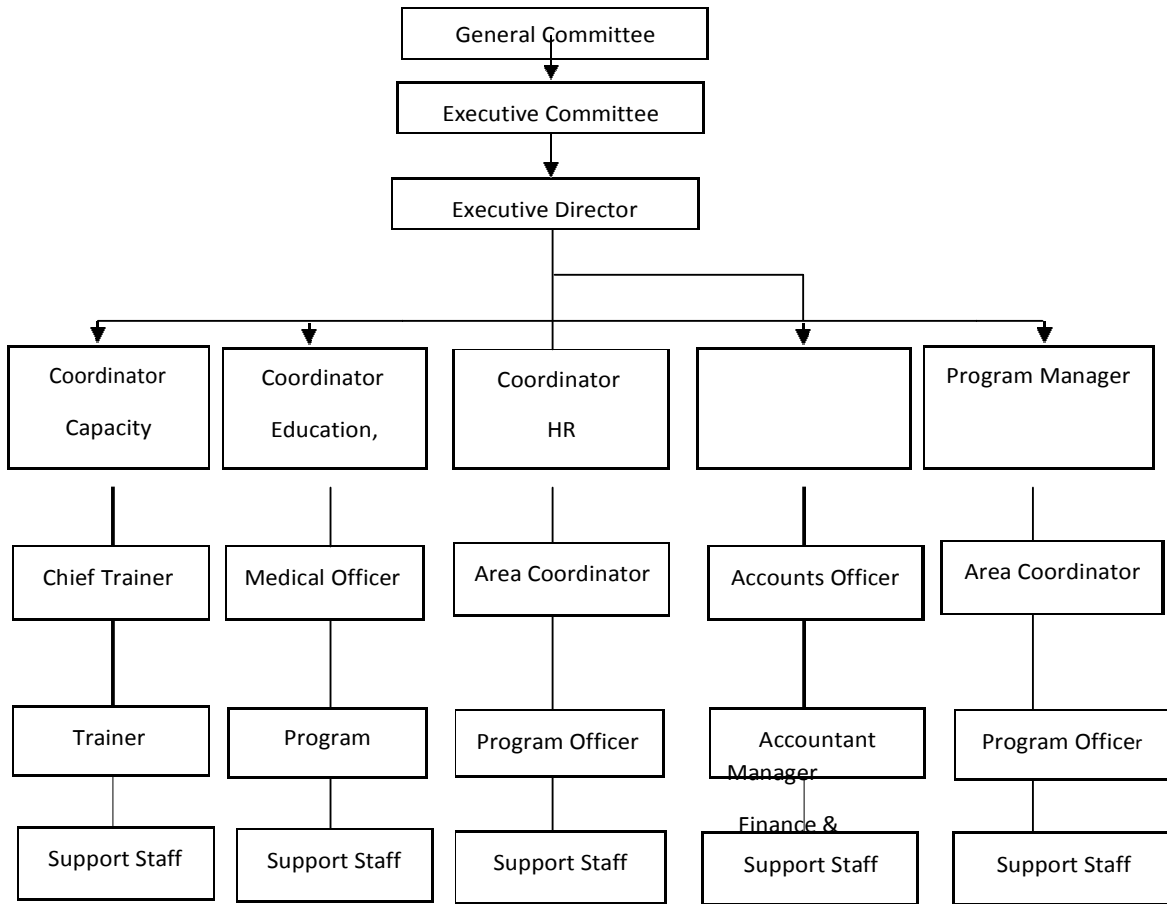 General Committee
Executive Committee
Executive Director
Coordinator
Capacity
Coordinator
Education,
Coordinator
HR
Program Manager
Chief Trainer
Medical Officer
Area Coordinator
Accounts Officer
Area Coordinator
Trainer
Program
Program Officer
Accountant
Manager
Finance &
Program Officer
Support Staff
Support Staff
Support Staff
Support Staff
Support Staff